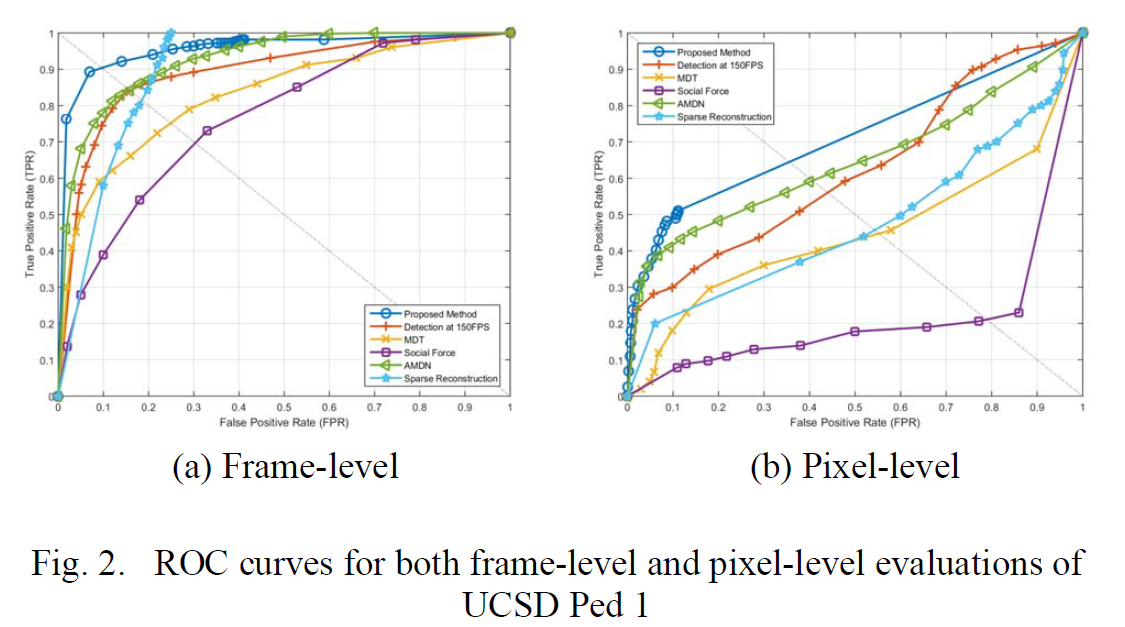 1
0.9
0.8
0.7
0.6
0.5
0.4
0.3
0.2
0.1
0
True Positive Rate (TPR)
Proposed Method
Detection at 150FPS
MDT
Social Force
AMDN
Sparse Reconstruction
0 0.1 0.2 0.3 0.4 0.5 0.6 0.7 0.8 0.9 1
False Positive Rate (FPR)
(a) Frame-level
1
0.9
0.8
0.7
0.6
0.5
0.4
0.3
0.2
0.1
0
True Positive Rate (TPR)
Proposed Method
Detection at 150FPS
MDT
Social Force
AMDN
Sparse Reconstruction
0 0.1 0.2 0.3 0.4 0.5 0.6 0.7 0.8 0.9 1
False Positive Rate (FPR)
(b) Pixel-level
Fig. 2. ROC curves for both frame-level and pixel-level evaluations of
UCSD Ped 1